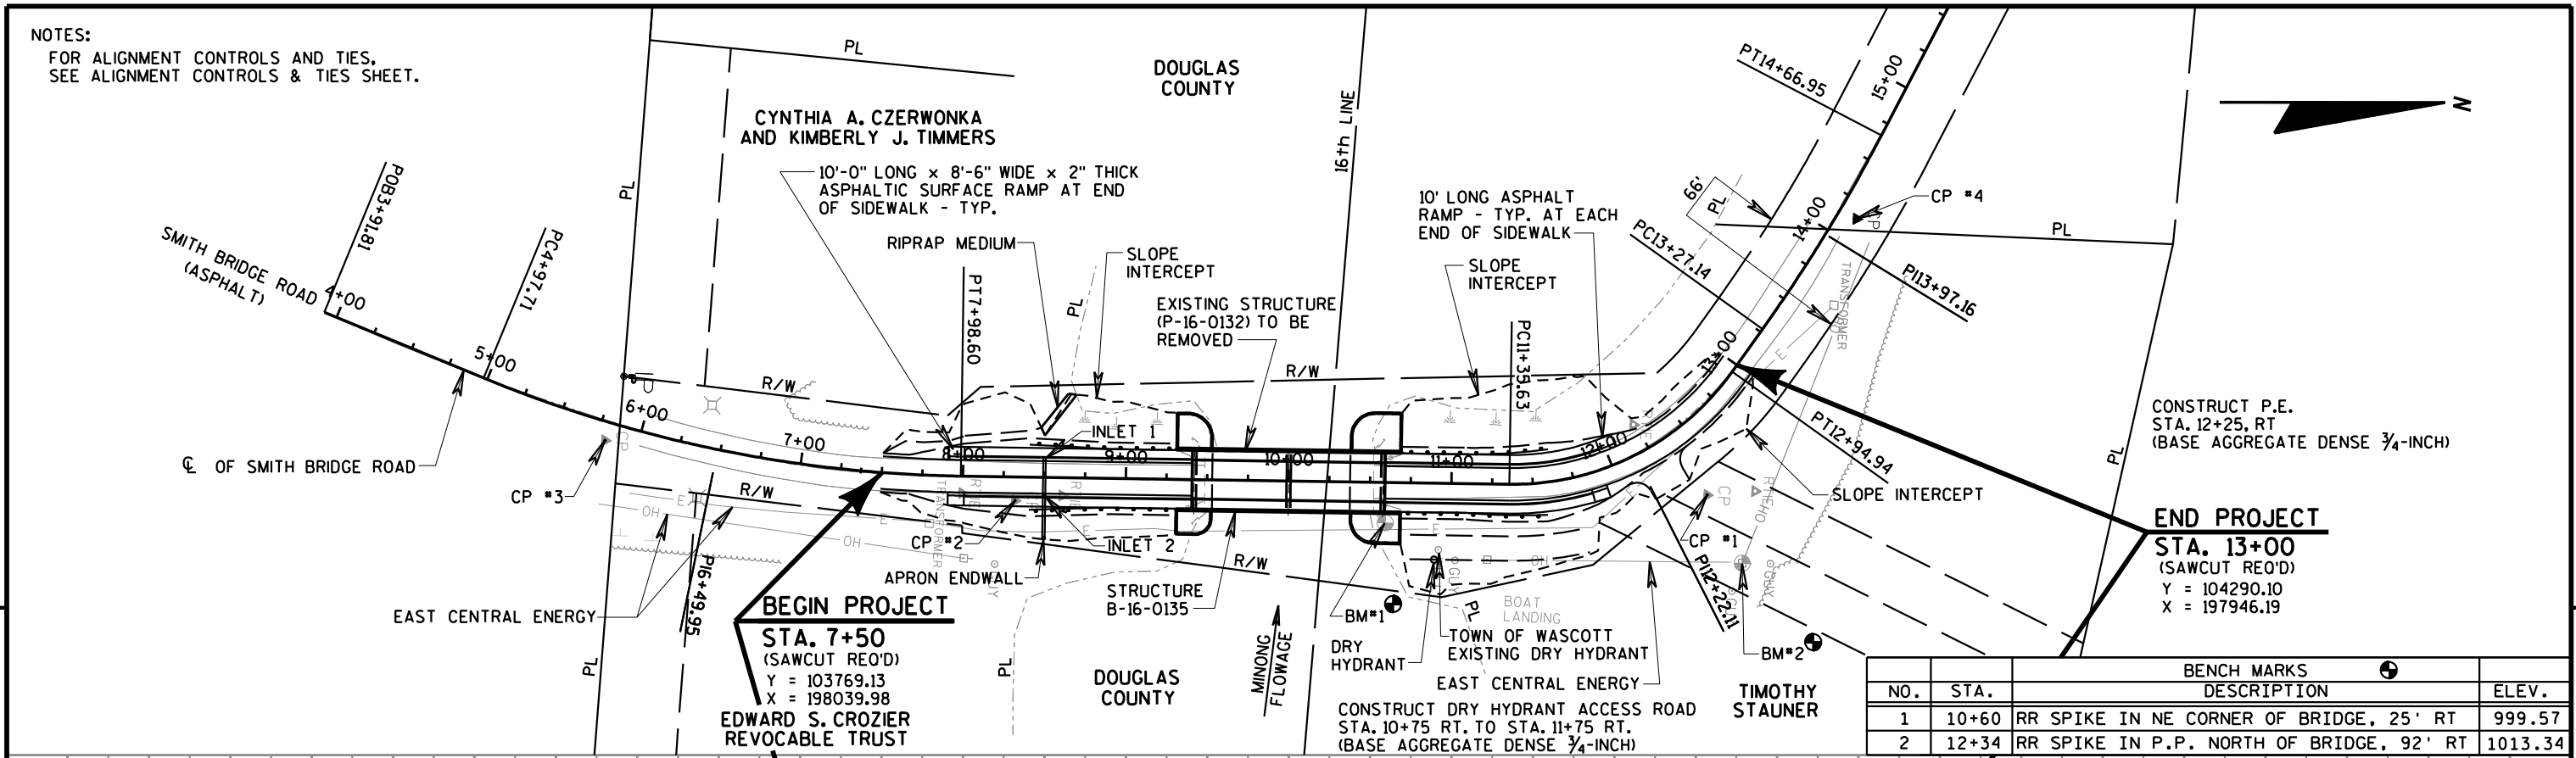 NOTES:
FOR ALIGNMENT CONTROLS AND TIES,
SEE ALIGNMENT CONTROLS & TIES SHEET.
PL
DOUGLAS
COUNTY
CYNTHIA A. CZERWONKA
AND KIMBERLY J. TIMMERS
10'-0" LONG x 8'-6" WIDE x 2" THICK
ASPHALTIC SURFACE RAMP AT END
OF SIDEWALK - TYP.
RIPRAP MEDIUM
SLOPE
INTERCEPT
PL
PL
EXISTING STRUCTURE
(P-16-0132) TO BE
REMOVED
16th LINE
10' LONG ASPHALT
RAMP - TYP. AT EACH
END OF SIDEWALK
SLOPE
INTERCEPT
66'
PL
PT14+66.95
15+00
14+00
CP #4
CP
PL
N
PC13+27.14
PI13+97.16
TRANSFORMER
E
13+00
PT12+94.94
POB3+91.81
SMITH BRIDGE ROAD
(ASPHALT)
4+00
PC4+97.71
5+00
6+00
7+00
8+00
9+00
10+00
11+00
12+00
PT7+98.60
PC11+35.63
R/W
R/W
INLET 1
INLET 2
℄ OF SMITH BRIDGE ROAD
CP #3
CP
R/W
E
OH
E
OH
TRANSFORMER
CP #2
E
E
APRON ENDWALL
GUY
R/W
STRUCTURE
B-16-0135
EAST CENTRAL ENERGY
PI6+49.95
BEGIN PROJECT
STA. 7+50
(SAWCUT REQ'D)
Y = 103769.13
X = 198039.98
EDWARD S. CROZIER
REVOCABLE TRUST
PL
PL
DOUGLAS
COUNTY
MINONG
FLOWAGE
BM#1
DRY
HYDRANT
GUY
PL
OH
BOAT
LANDING
TOWN OF WASCOTT
EXISTING DRY HYDRANT
EAST CENTRAL ENERGY
CONSTRUCT DRY HYDRANT ACCESS ROAD
STA. 10+75 RT. TO STA. 11+75 RT.
(BASE AGGREGATE DENSE 3/4-INCH)
CP #1
CP
PI12+22.11
GUY
BM#2
TIMOTHY
STAUNER
SLOPE INTERCEPT
PL
CONSTRUCT P.E.
STA. 12+25, RT
(BASE AGGREGATE DENSE 3/4-INCH)
END PROJECT
STA. 13+00
(SAWCUT REQ'D)
Y = 104290.10
X = 197946.19
BENCH MARKS
NO. STA. DESCRIPTION ELEV.
1 10+60 RR SPIKE IN NE CORNER OF BRIDGE, 25' RT 999.57
2 12+34 RR SPIKE IN P.P. NORTH OF BRIDGE, 92' RT 1013.34